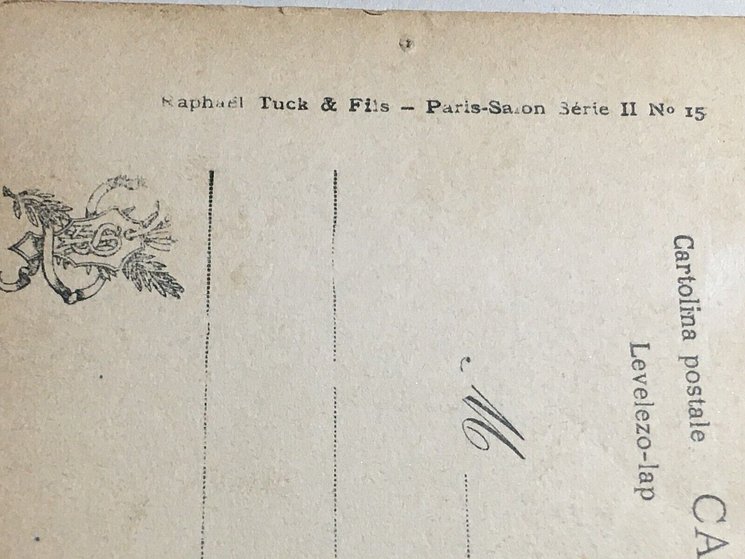 Raphaël Tuck & Fils — Paris-Salon Série II No 15
CA
Cartolina postale
Levelezo-lap
M